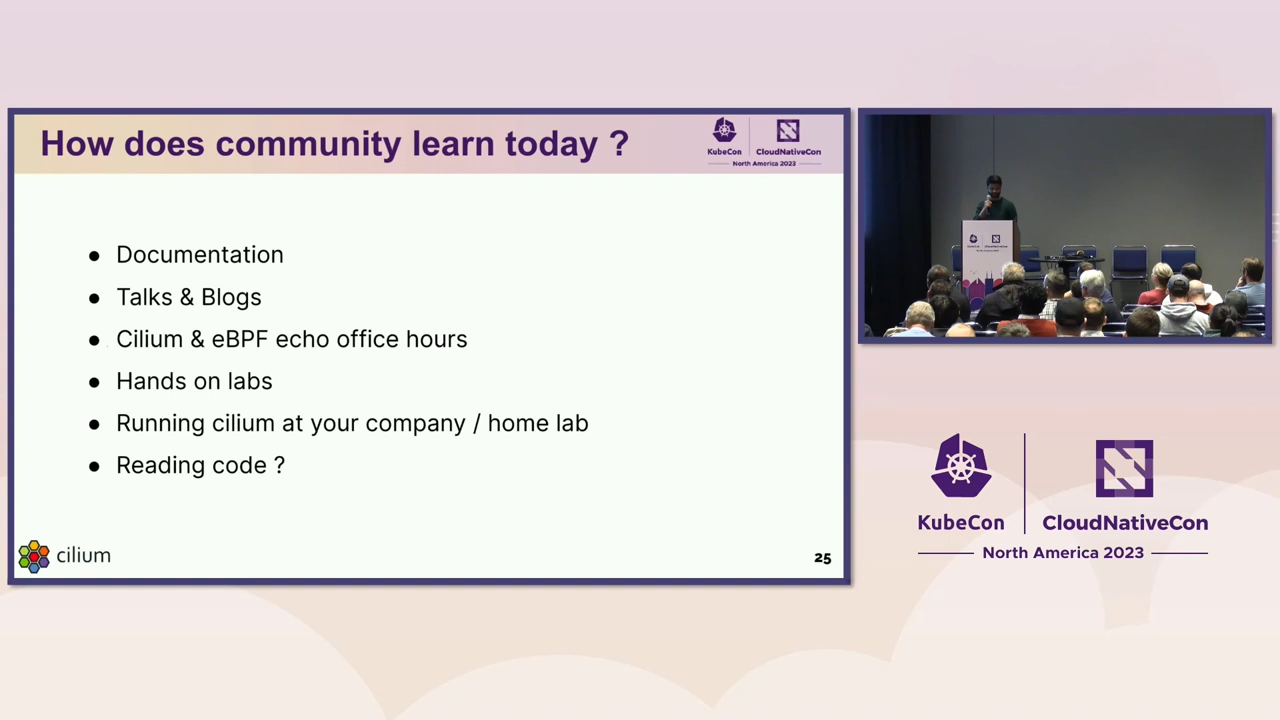 How does community learn today ?
KubeCon
CloudNativeCon
North America 2023
● Documentation
● Talks & Blogs
● Cilium & eBPF echo office hours
● Hands on labs
● Running cilium at your company / home lab
● Reading code ?
cilium
25
KubeCon
CloudNativeCon
North America 2023